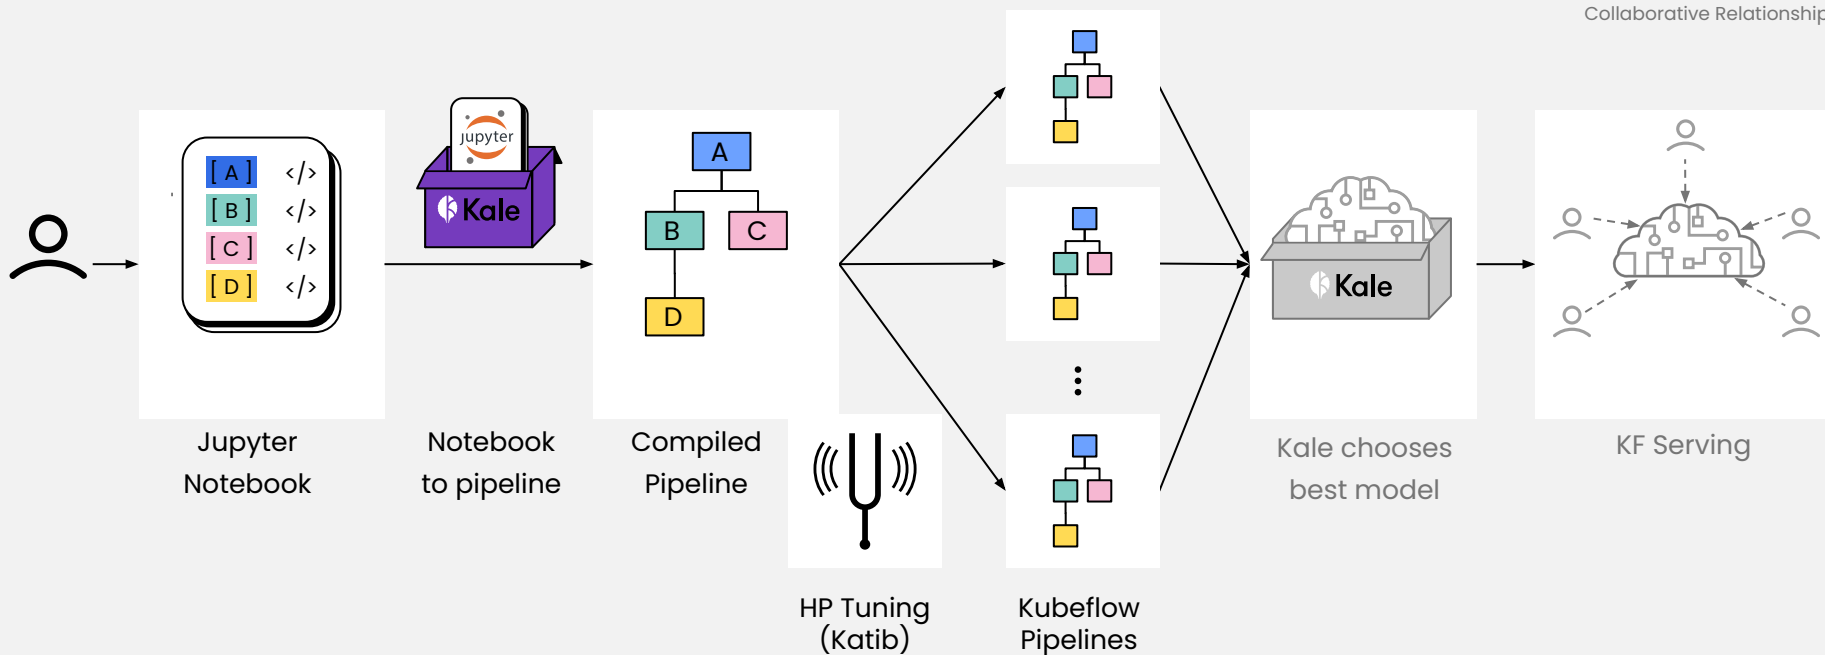 Collaborative Relationship
[ A ] </>
[ B ] </>
[ C ] </>
[ D ] </>
jupyter
Kale
A
B
C
D
Kale
Jupyter
Notebook
Notebook
to pipeline
Compiled
Pipeline
HP Tuning
(Katib)
Kubeflow
Pipelines
Kale chooses
best model
KF Serving